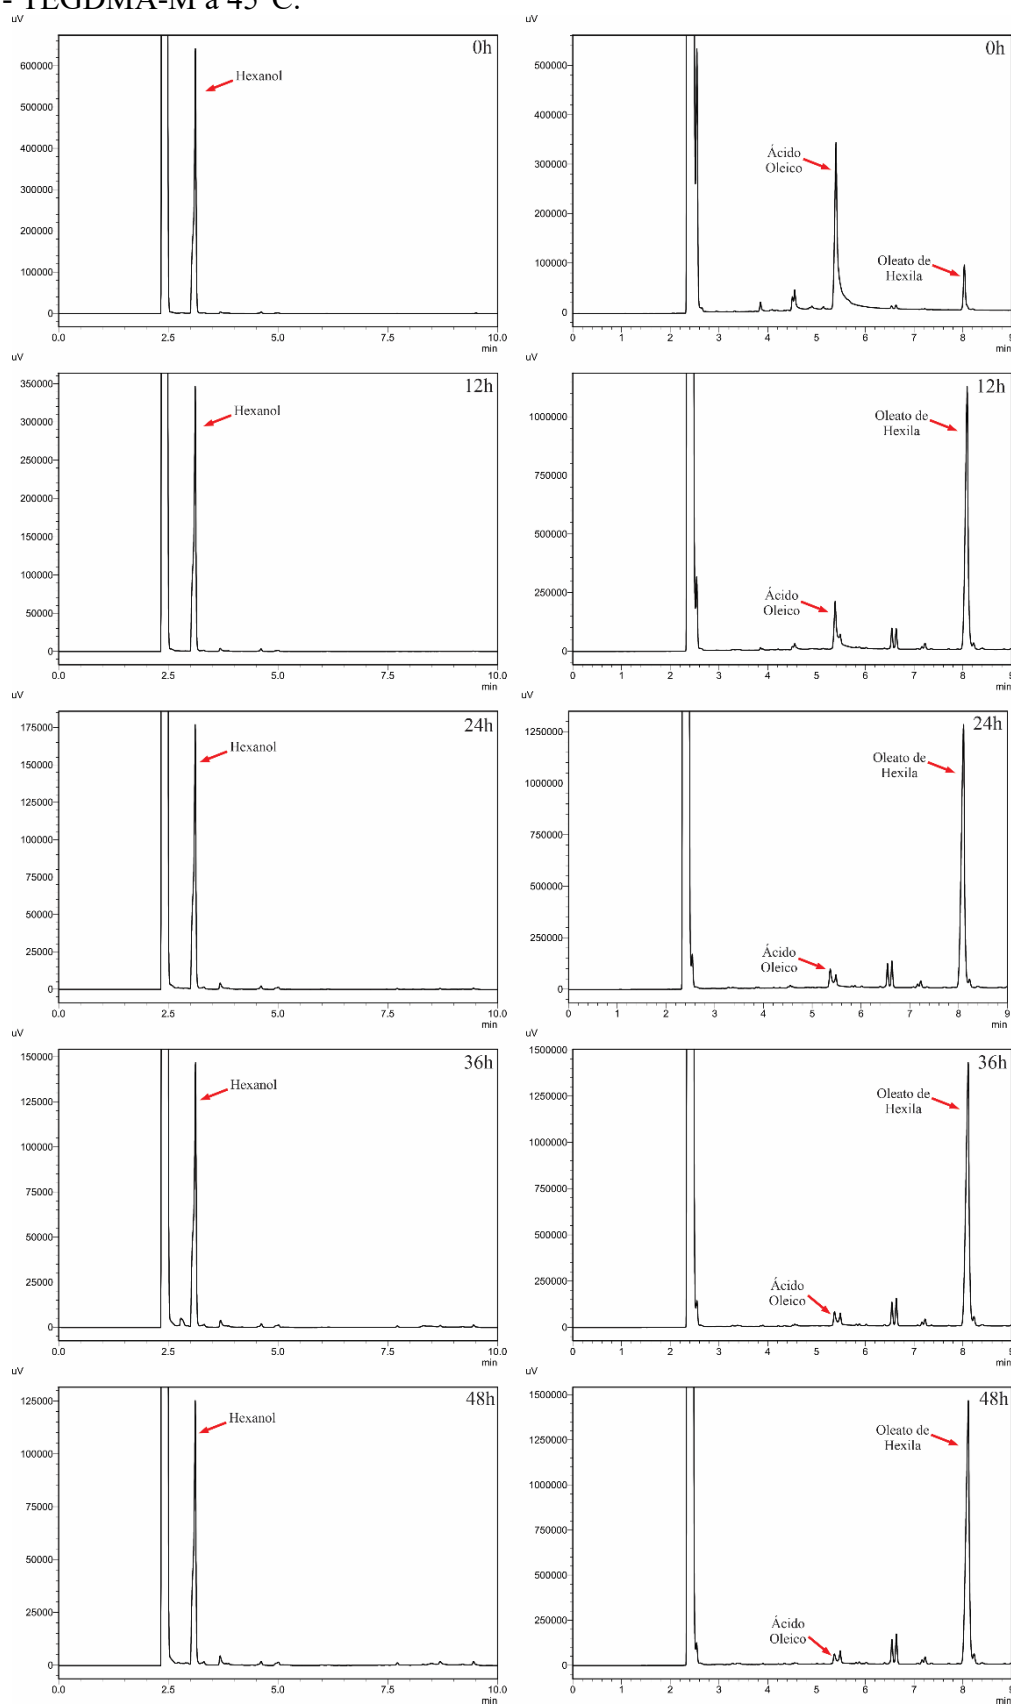 - TEGDMA-M a 45°C.
uV
0h
600000
500000
400000
300000
200000
100000
0
Hexanol
0.0 2.5 5.0 7.5 10.0
min
uV
0h
500000
400000
300000
200000
100000
0
Ácido
Oleico
Oleato de
Hexila
0 1 2 3 4 5 6 7 8 9
min
uV
12h
350000
300000
250000
200000
150000
100000
50000
0
Hexanol
0.0 2.5 5.0 7.5 10.0
min
12h
1000000
750000
500000
250000
0
Oleato de
Hexila
Ácido
Oleico
0 1 2 3 4 5 6 7 8 9
min
uV
24h
175000
150000
125000
100000
75000
50000
25000
0
Hexanol
0.0 2.5 5.0 7.5 10.0
min
uV
24h
1250000
1000000
750000
500000
250000
0
Oleato de
Hexila
Ácido
Oleico
0 1 2 3 4 5 6 7 8 9
min
uV
36h
150000
125000
100000
75000
50000
25000
0
Hexanol
0.0 2.5 5.0 7.5 10.0
min
uV
36h
1500000
1250000
1000000
750000
500000
250000
0
Oleato de
Hexila
Ácido
Oleico
0 1 2 3 4 5 6 7 8 9
min
uV
48h
125000
100000
75000
50000
25000
0
Hexanol
0.0 2.5 5.0 7.5 10.0
min
uV
48h
1500000
1250000
1000000
750000
500000
250000
0
Oleato de
Hexila
Ácido
Oleico
0 1 2 3 4 5 6 7 8 9
min